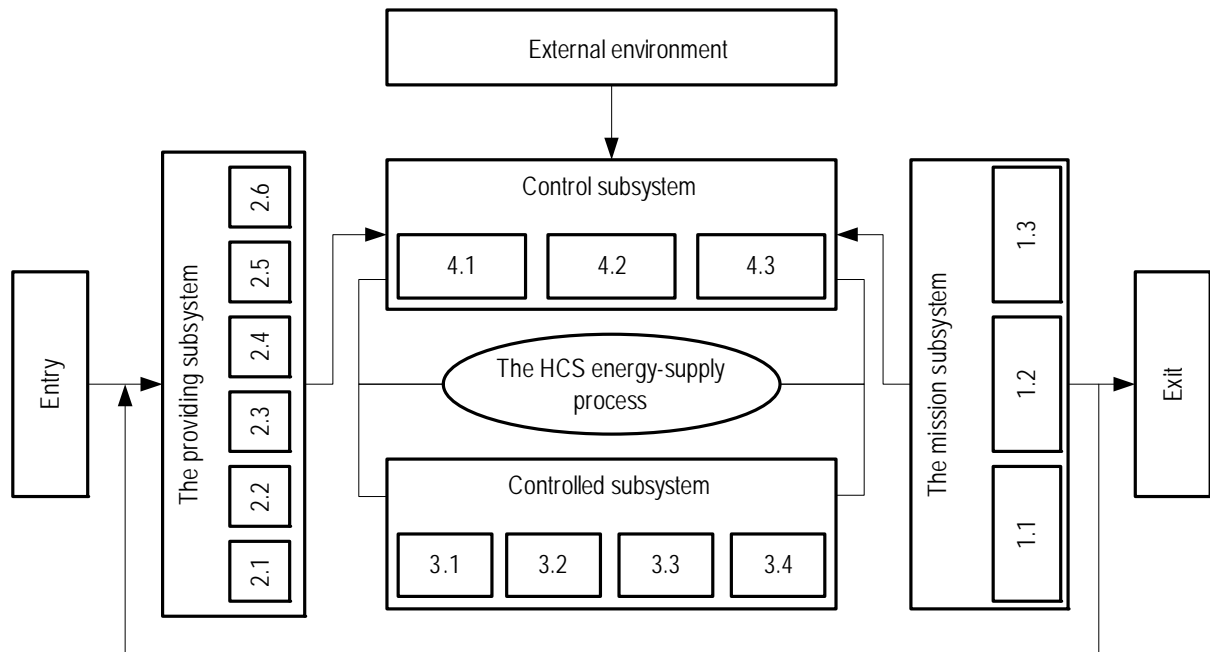 External environment
Control subsystem
4.1
4.2
4.3
Entry
The providing subsystem
2.6
2.5
2.4
2.3
2.2
2.1
The HCS energy-supply
process
Controlled subsystem
3.1
3.2
3.3
3.4
The mission subsystem
1.3
1.2
1.1
Exit